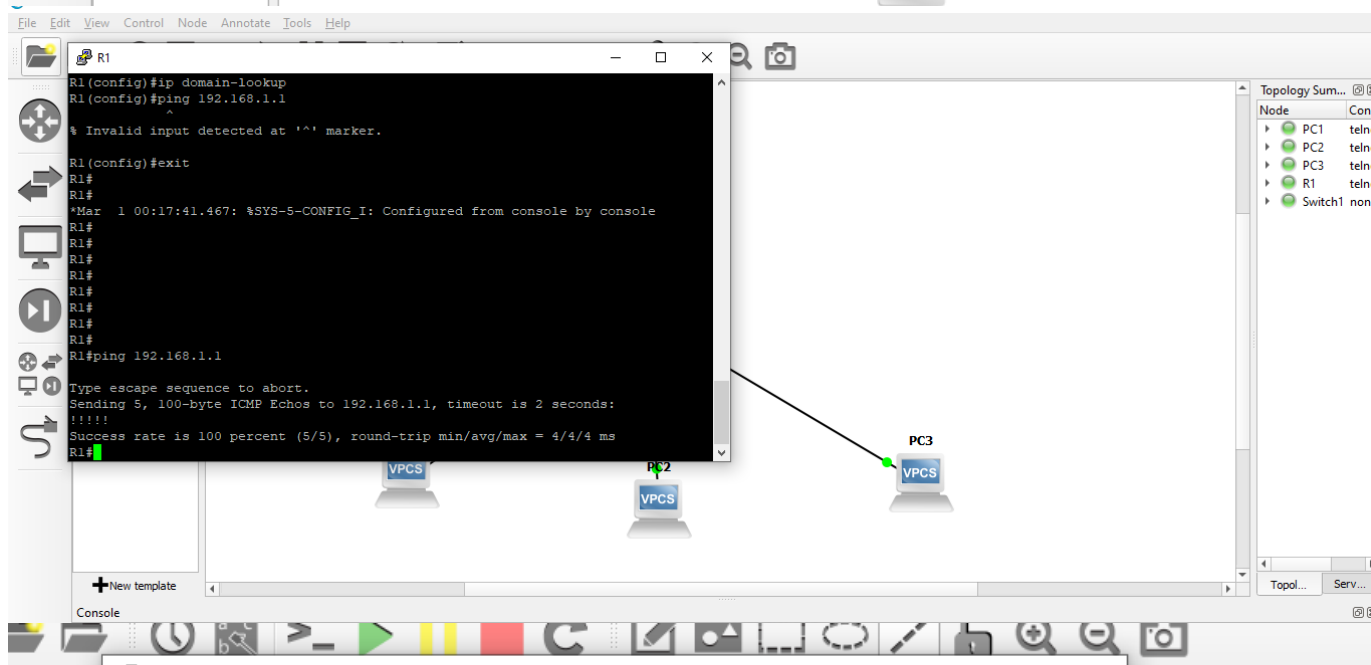 File Edit View Control Node Annotate Tools Help
R1
R1(config)#ip domain-lookup
R1(config)#ping 192.168.1.1
^
% Invalid input detected at '^' marker.
R1(config)#exit
R1#
R1#
*Mar  1 00:17:41.467: %SYS-5-CONFIG_I: Configured from console by console
R1#
R1#
R1#
R1#
R1#
R1#
R1#
R1#
R1#ping 192.168.1.1
Type escape sequence to abort.
Sending 5, 100-byte ICMP Echos to 192.168.1.1, timeout is 2 seconds:
!!!!!
Success rate is 100 percent (5/5), round-trip min/avg/max = 4/4/4 ms
R1#
VPCS
PC2
VPCS
PC3
VPCS
Topology Sum...
Node Con
PC1 teln
PC2 teln
PC3 teln
R1 teln
Switch1 non
New template
Topol... Serv...
Console